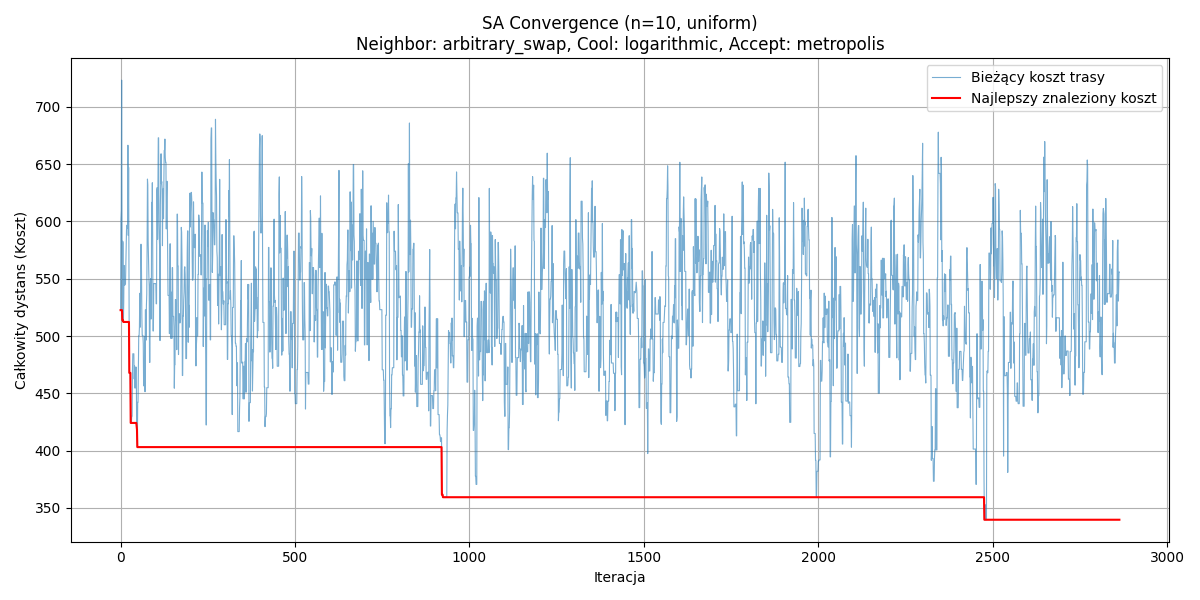 SA Convergence (n=10, uniform)
Neighbor: arbitrary_swap, Cool: logarithmic, Accept: metropolis
Bieżący koszt trasy
Najlepszy znaleziony koszt
Całkowity dystans (Koszt)
700
650
600
550
500
450
400
350
0
500
1000
1500
2000
2500
3000
Iteracja